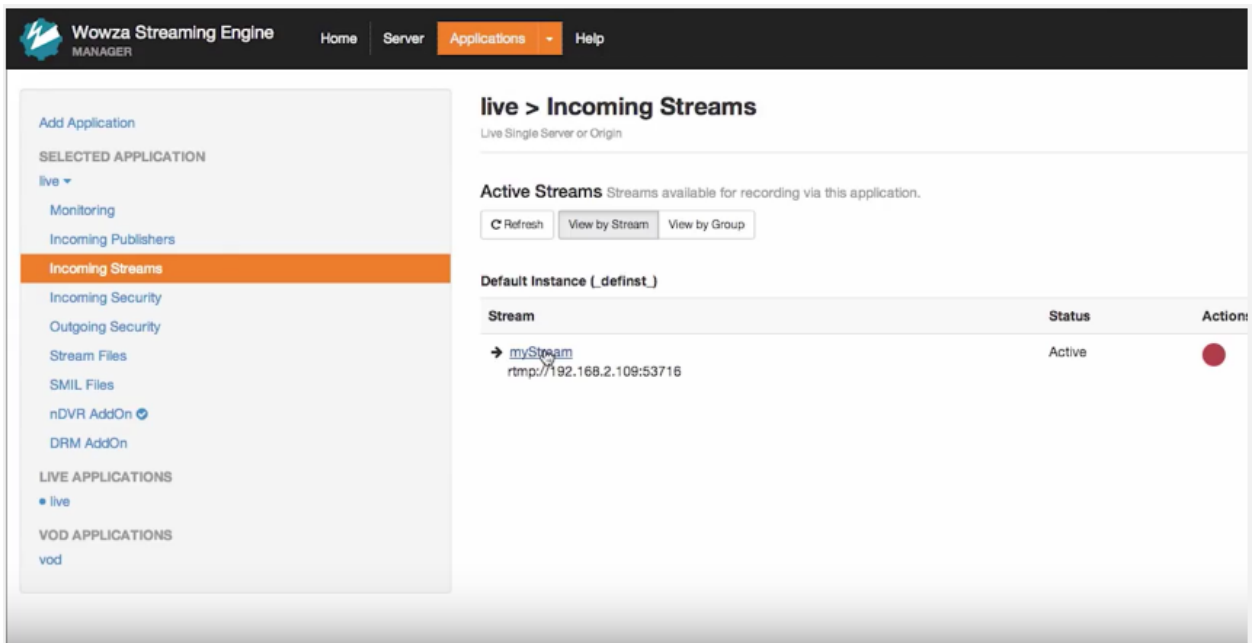 Wowza Streaming Engine
MANAGER
Home Server Applications Help
Add Application
SELECTED APPLICATION
live
Monitoring
Incoming Publishers
Incoming Streams
Incoming Security
Outgoing Security
Stream Files
SMIL Files
nDVR AddOn
DRM AddOn
LIVE APPLICATIONS
live
VOD APPLICATIONS
vod
live > Incoming Streams
Live Single Server or Origin
Active Streams Streams available for recording via this application.
Refresh View by Stream View by Group
Default Instance (_definst_)
Stream Status Actions
myStream Active
rtmp://192.168.2.109:53716